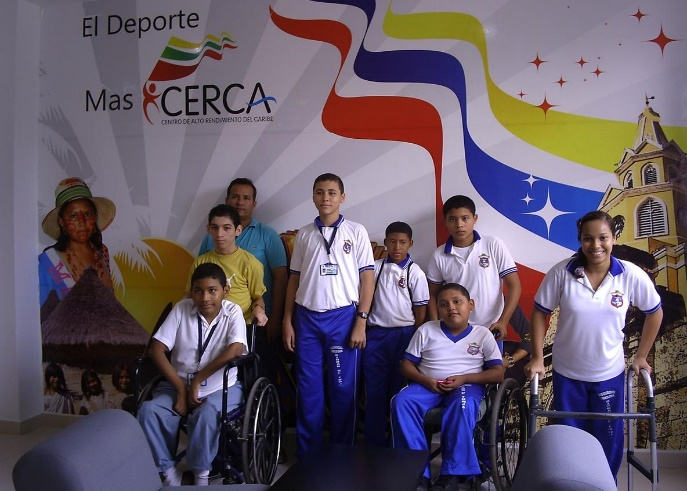 El Deporte
Mas CERCA
CENTRO DE ALTO RENDIMIENTO DEL CARIBE